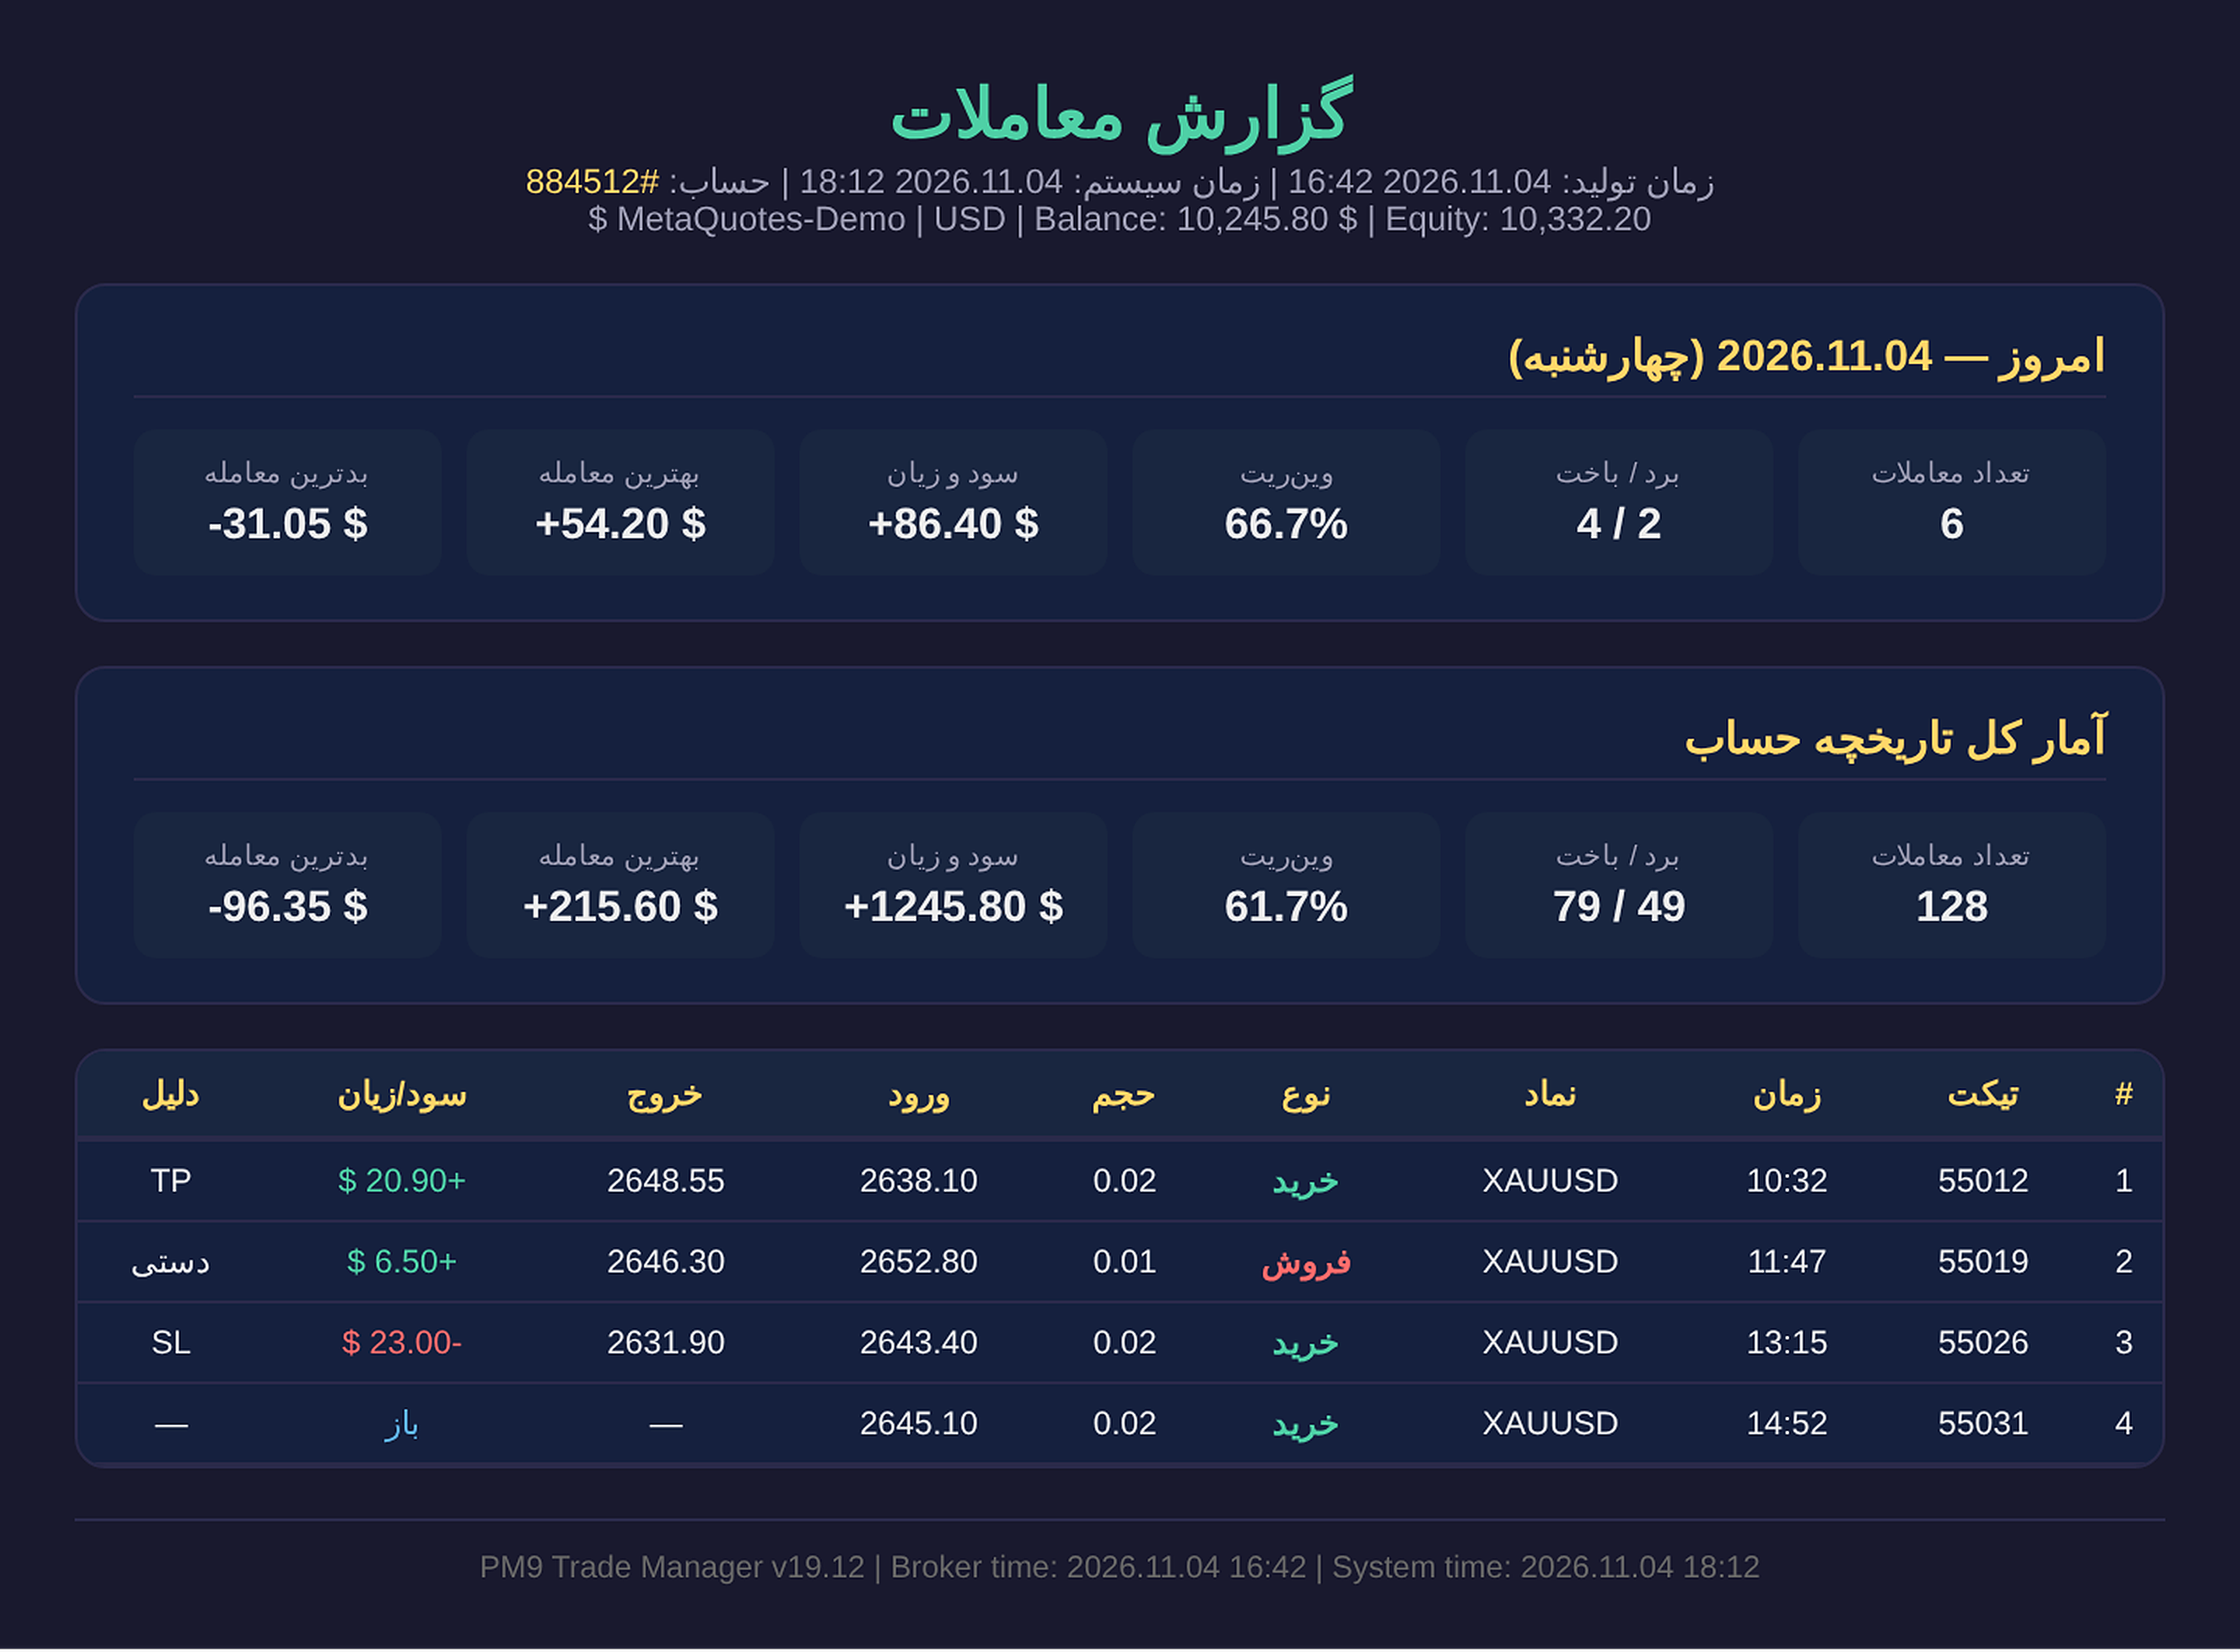 گزارش معاملات
زمان تولید: 2026.11.04 16:42 | زمان سیستم: 2026.11.04 18:12 | حساب: #884512
MetaQuotes-Demo | USD | Balance: 10,245.80 $ | Equity: 10,332.20 $
امروز — 2026.11.04 (چهارشنبه)
تعداد معاملات برد / باخت وین‌ریت سود و زیان بهترین معامله بدترین معامله
6 4 / 2 66.7% +86.40 $ +54.20 $ -31.05 $
آمار کل تاریخچه حساب
تعداد معاملات برد / باخت وین‌ریت سود و زیان بهترین معامله بدترین معامله
128 79 / 49 61.7% +1245.80 $ +215.60 $ -96.35 $
# تیکت زمان نماد نوع حجم ورود خروج سود/زیان دلیل
1 55012 10:32 XAUUSD خرید 0.02 2638.10 2648.55 +20.90 $ TP
2 55019 11:47 XAUUSD فروش 0.01 2652.80 2646.30 +6.50 $ دستی
3 55026 13:15 XAUUSD خرید 0.02 2643.40 2631.90 -23.00 $ SL
4 55031 14:52 XAUUSD خرید 0.02 2645.10 — باز —
PM9 Trade Manager v19.12 | Broker time: 2026.11.04 16:42 | System time: 2026.11.04 18:12